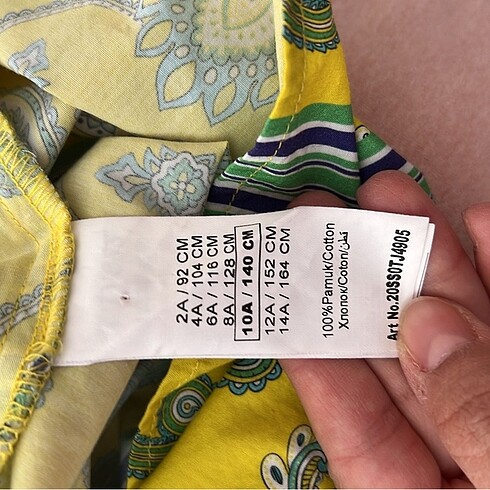 2A / 92 CM
4A / 104 CM
6A / 116 CM
8A / 128 CM
10A / 140 CM
12A / 152 CM
14A / 164 CM
100%Pamuk/Cotton
Хлопок/Coton/قطن
Art No.20SS0TJ4905